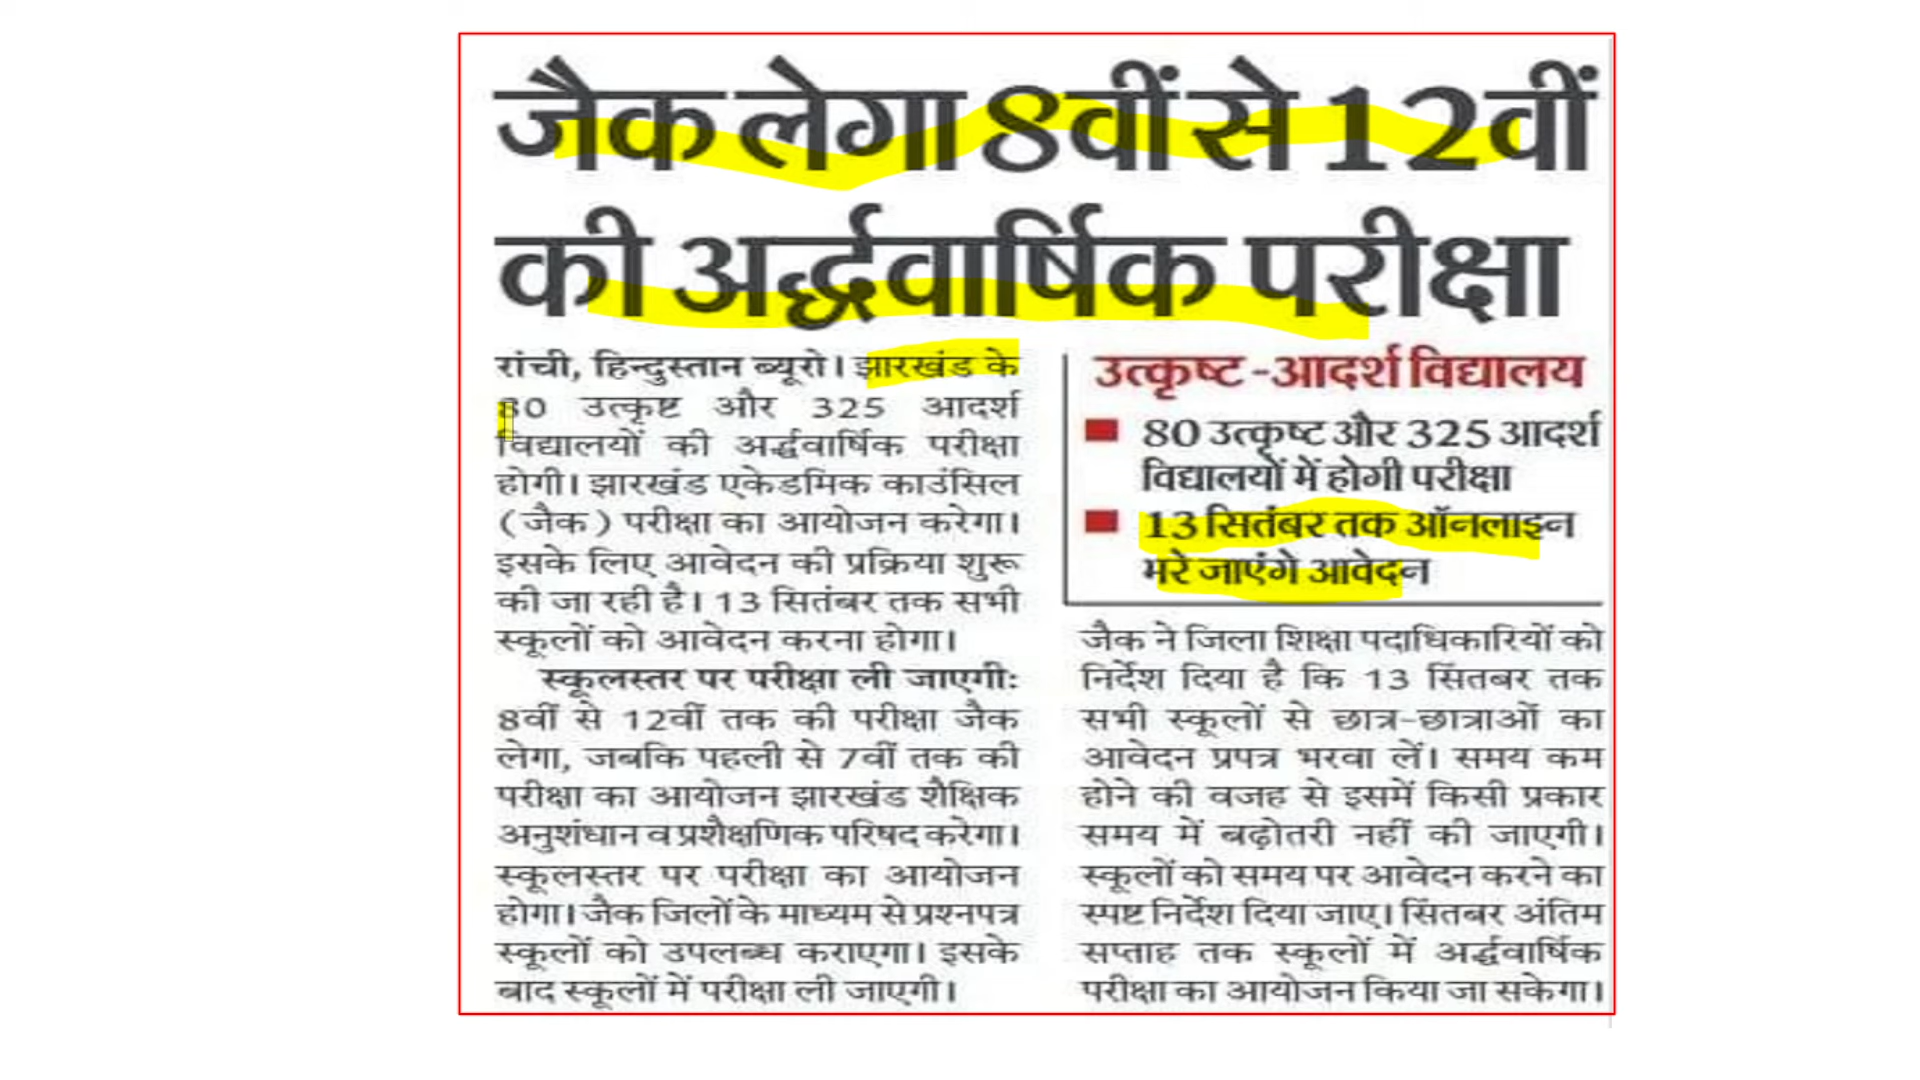 जैक लेगा 8वीं से 12वीं
की अर्द्धवार्षिक परीक्षा
रांची, हिन्दुस्तान ब्यूरो। झारखंड के
80 उत्कृष्ट और 325 आदर्श
विद्यालयों की अर्द्धवार्षिक परीक्षा
होगी। झारखंड एकेडमिक काउंसिल
(जैक) परीक्षा का आयोजन करेगा।
इसके लिए आवेदन की प्रक्रिया शुरू
की जा रही है। 13 सितंबर तक सभी
स्कूलों को आवेदन करना होगा।
स्कूलस्तर पर परीक्षा ली जाएगी:
8वीं से 12वीं तक की परीक्षा जैक
लेगा, जबकि पहली से 7वीं तक की
परीक्षा का आयोजन झारखंड शैक्षिक
अनुशंधान व प्रशैक्षणिक परिषद करेगा।
स्कूलस्तर पर परीक्षा का आयोजन
होगा। जैक जिलों के माध्यम से प्रश्नपत्र
स्कूलों को उपलब्ध कराएगा। इसके
बाद स्कूलों में परीक्षा ली जाएगी।
उत्कृष्ट-आदर्श विद्यालय
80 उत्कृष्ट और 325 आदर्श
विद्यालयों में होगी परीक्षा
13 सितंबर तक ऑनलाइन
भरे जाएंगे आवेदन
जैक ने जिला शिक्षा पदाधिकारियों को
निर्देश दिया है कि 13 सिंतबर तक
सभी स्कूलों से छात्र-छात्राओं का
आवेदन प्रपत्र भरवा लें। समय कम
होने की वजह से इसमें किसी प्रकार
समय में बढ़ोतरी नहीं की जाएगी।
स्कूलों को समय पर आवेदन करने का
स्पष्ट निर्देश दिया जाए। सिंतबर अंतिम
सप्ताह तक स्कूलों में अर्द्धवार्षिक
परीक्षा का आयोजन किया जा सकेगा।